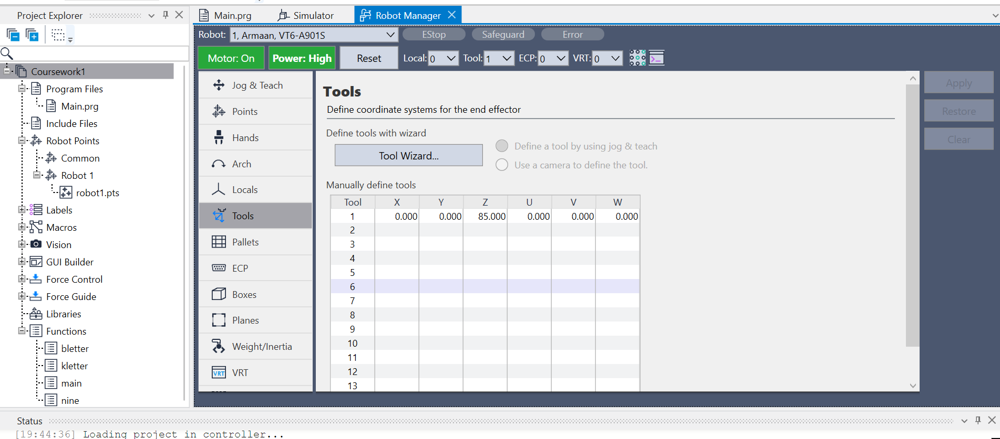 Project Explorer
Main.prg
Simulator
Robot Manager
Robot:
1, Armaan, VT6-A901S
EStop
Safeguard
Error
Motor: On
Power: High
Reset
Local:
0
Tool:
1
ECP:
0
VRT:
0
Coursework1
Program Files
Main.prg
Include Files
Robot Points
Common
Robot 1
robot1.pts
Labels
Macros
Vision
GUI Builder
Force Control
Force Guide
Libraries
Functions
bletter
kletter
main
nine
Jog & Teach
Points
Hands
Arch
Locals
Tools
Pallets
ECP
Boxes
Planes
Weight/Inertia
VRT
VRT
Tools
Define coordinate systems for the end effector
Define tools with wizard
Tool Wizard...
Define a tool by using jog & teach
Use a camera to define the tool.
Manually define tools
Tool X Y Z U V W
1 0.000 0.000 85.000 0.000 0.000 0.000
2
3
4
5
6
7
8
9
10
11
12
13
Apply
Restore
Clear
Status
[19:44:36] Loading project in controller...